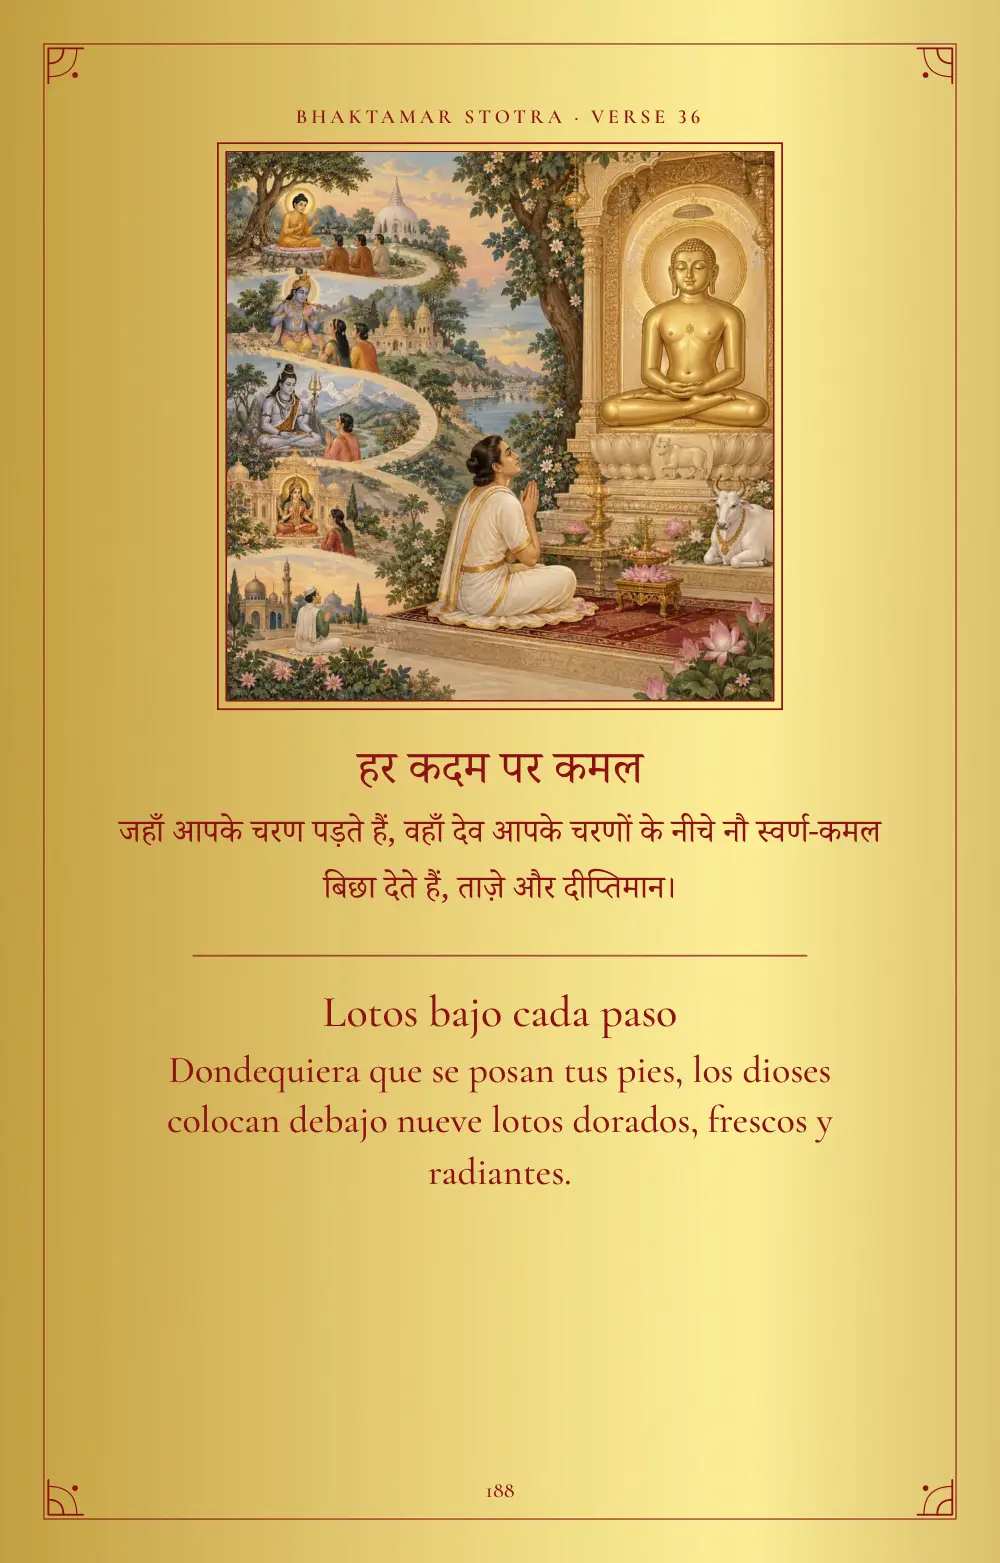 BHAKTAMAR STOTRA · VERSE 36
हर कदम पर कमल
जहाँ आपके चरण पड़ते हैं, वहाँ देव आपके चरणों के नीचे नौ स्वर्ण-कमल
बिछा देते हैं, ताज़े और दीप्तिमान।
Lotos bajo cada paso
Dondequiera que se posan tus pies, los dioses
colocan debajo nueve lotos dorados, frescos y
radiantes.
188